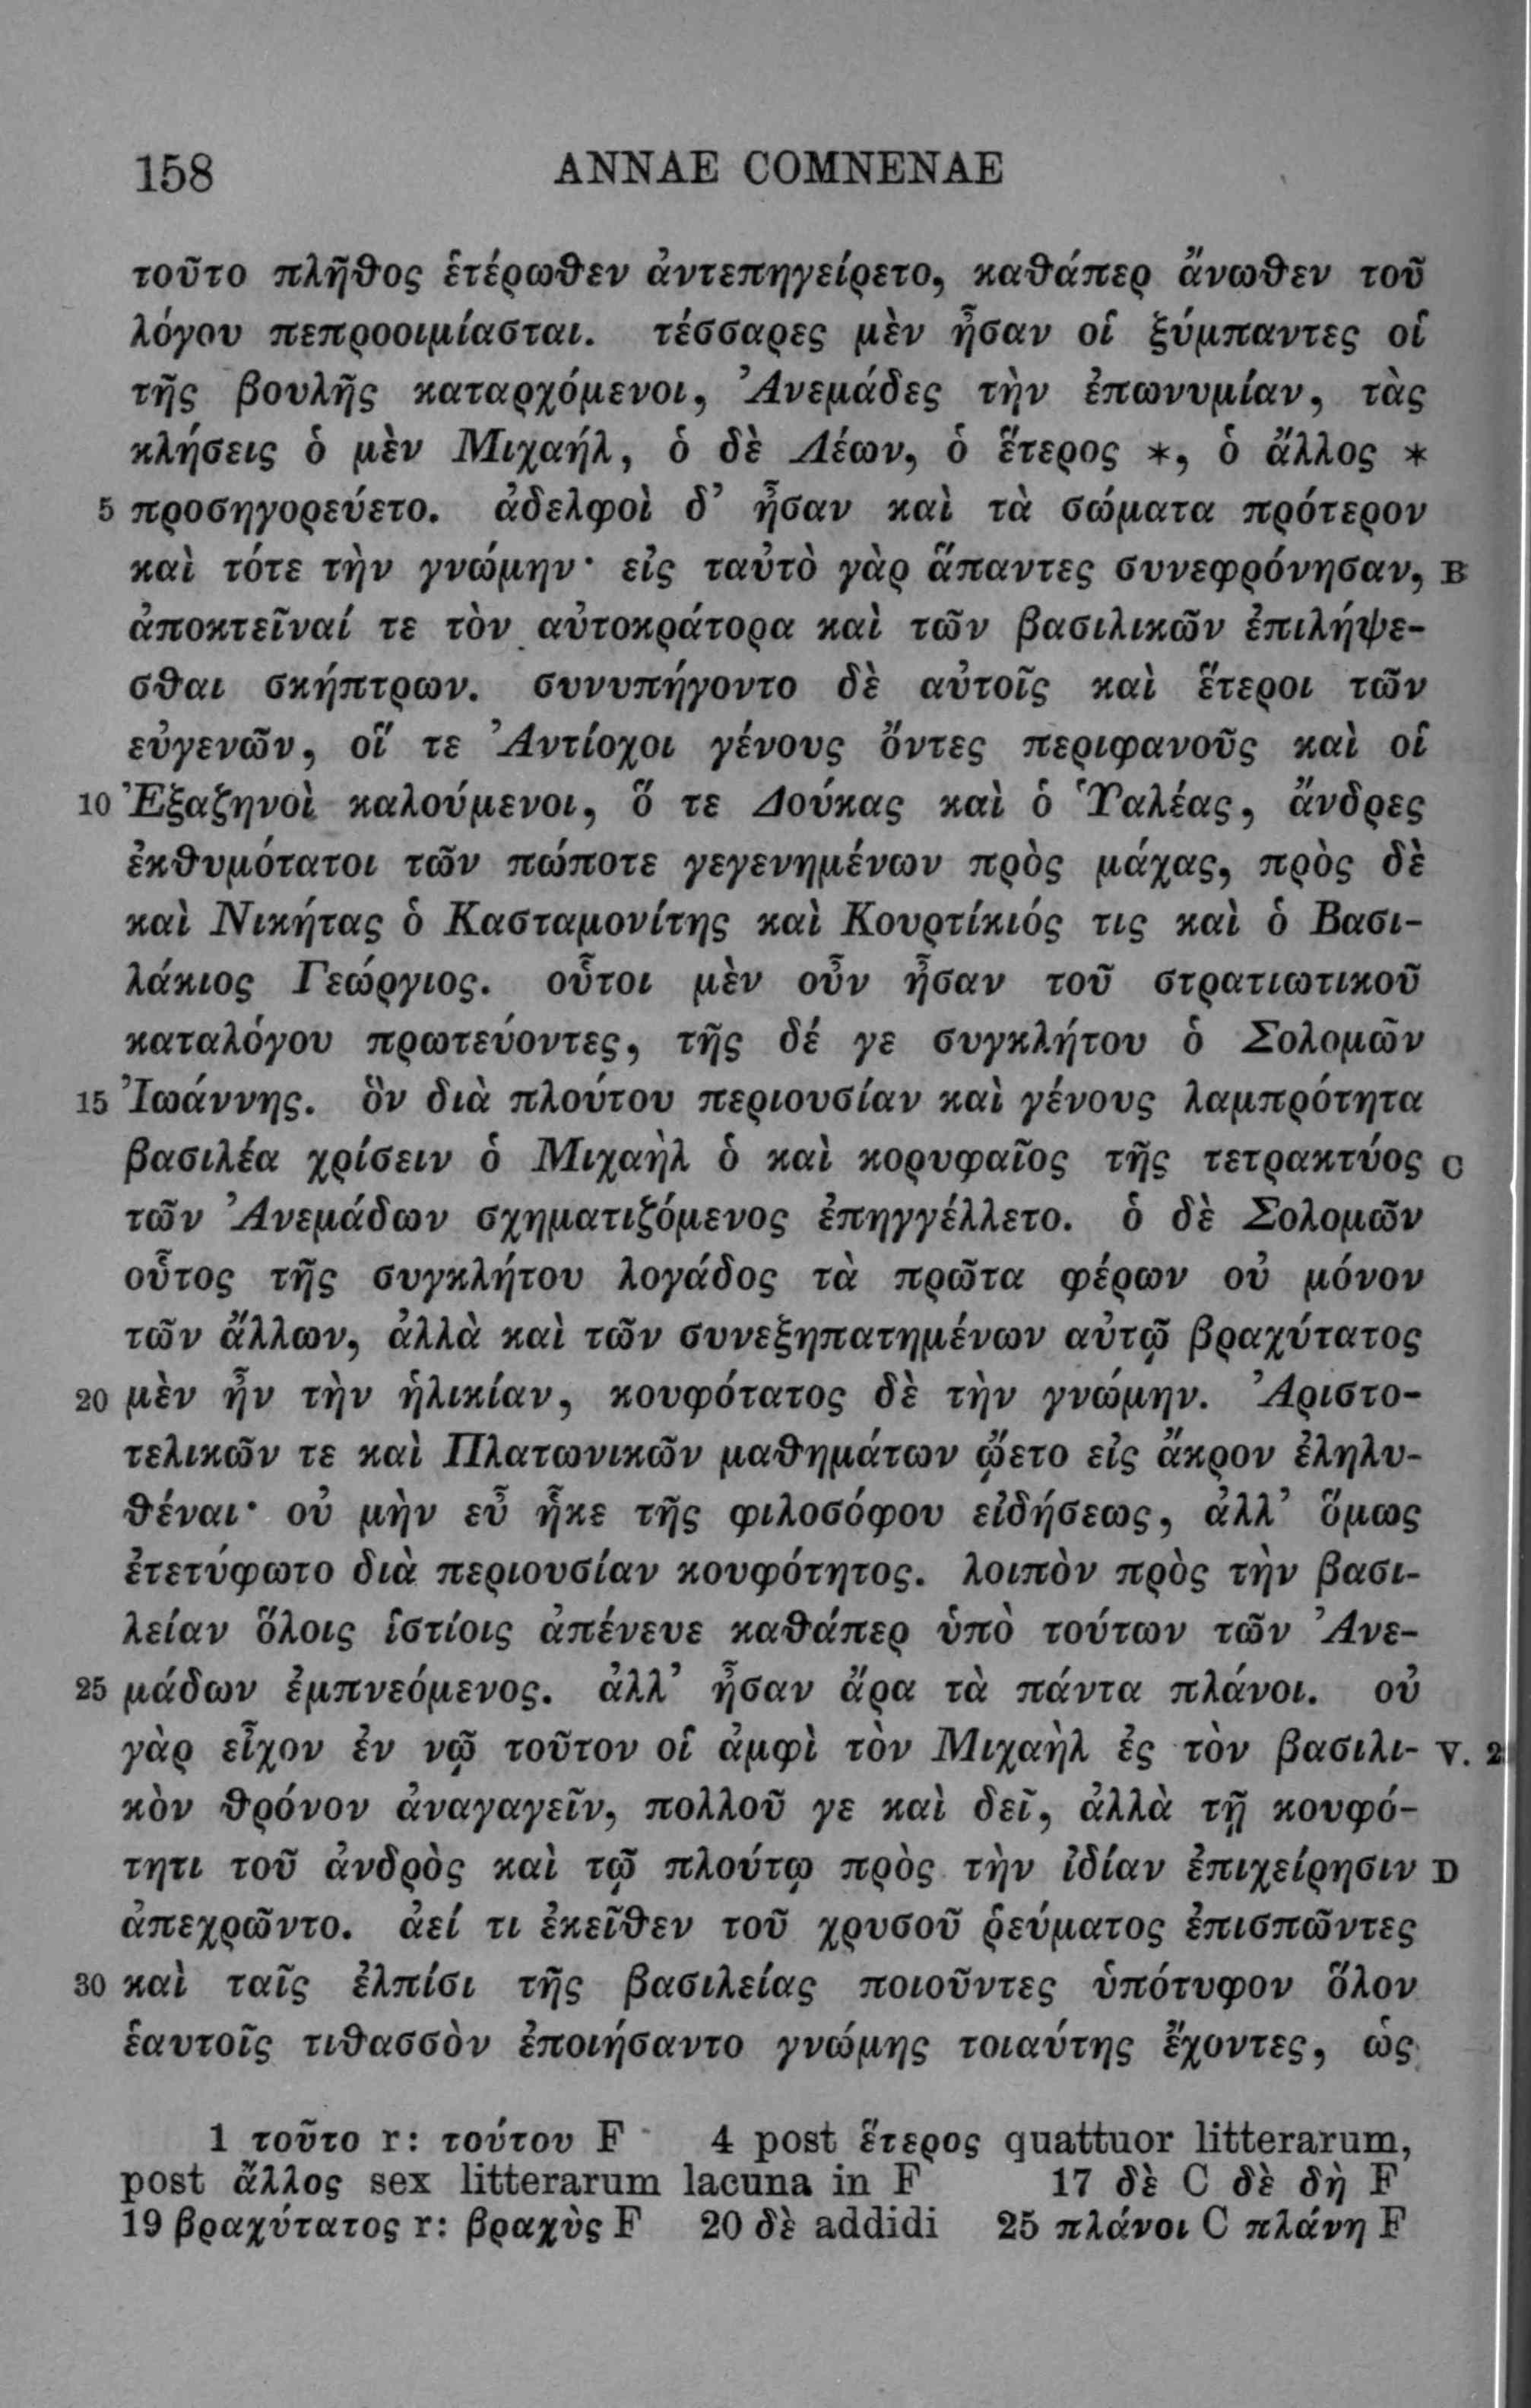 158 ANNAE COMNENAE
τοῦτο πλῆθος ἑτέρωθεν ἀντεπηγείρετο, καθάπερ ἄνωθεν τοῦ
λόγου πεπροοιμίασται. τέσσαρες μὲν ἦσαν οἱ ξύμπαντες οἱ
τῆς βουλῆς καταρχόμενοι, Ἀνεμάδες τὴν ἐπωνυμίαν, τὰς
κλήσεις ὁ μὲν Μιχαήλ, ὁ δὲ Λέων, ὁ ἕτερος *, ὁ ἄλλος *
5 προσηγορεύετο. ἀδελφοὶ δ’ ἦσαν καὶ τὰ σώματα πρότερον
καὶ τότε τὴν γνώμην· εἰς ταὐτὸ γὰρ ἅπαντες συνεφρόνησαν, B
ἀποκτεῖναί τε τὸν αὐτοκράτορα καὶ τῶν βασιλικῶν ἐπιλήψε-
σθαι σκήπτρων. συνυπήγοντο δὲ αὐτοῖς καὶ ἕτεροι τῶν
εὐγενῶν, οἵ τε Ἀντίοχοι γένους ὄντες περιφανοῦς καὶ οἱ
10 Ἐξαζηνοὶ καλούμενοι, ὅ τε Δούκας καὶ ὁ Ὑαλέας, ἄνδρες
ἐκθυμότατοι τῶν πώποτε γεγενημένων πρὸς μάχας, πρὸς δὲ
καὶ Νικήτας ὁ Κασταμονίτης καὶ Κουρτίκιός τις καὶ ὁ Βασι-
λάκιος Γεώργιος. οὗτοι μὲν οὖν ἦσαν τοῦ στρατιωτικοῦ
καταλόγου πρωτεύοντες, τῆς δέ γε συγκλήτου ὁ Σολομῶν
15 Ἰωάννης. ὃν διὰ πλούτου περιουσίαν καὶ γένους λαμπρότητα
βασιλέα χρίσειν ὁ Μιχαὴλ ὁ καὶ κορυφαῖος τῆς τετρακτύος C
τῶν Ἀνεμάδων σχηματιζόμενος ἐπηγγέλλετο. ὁ δὲ Σολομῶν
οὗτος τῆς συγκλήτου λογάδος τὰ πρῶτα φέρων οὐ μόνον
τῶν ἄλλων, ἀλλὰ καὶ τῶν συνεξηπατημένων αὐτῷ βραχύτατος
20 μὲν ἦν τὴν ἡλικίαν, κουφότατος δὲ τὴν γνώμην. Ἀριστο-
τελικῶν τε καὶ Πλατωνικῶν μαθημάτων ᾤετο εἰς ἄκρον ἐληλυ-
θέναι· οὐ μὴν εὖ ἧκε τῆς φιλοσόφου εἰδήσεως, ἀλλ’ ὅμως
ἐτετύφωτο διὰ περιουσίαν κουφότητος. λοιπὸν πρὸς τὴν βασι-
λείαν ὅλοις ἱστίοις ἀπένευε καθάπερ ὑπὸ τούτων τῶν Ἀνε-
25 μάδων ἐμπνεόμενος. ἀλλ’ ἦσαν ἄρα τὰ πάντα πλάνοι. οὐ
γὰρ εἶχον ἐν νῷ τοῦτον οἱ ἀμφὶ τὸν Μιχαὴλ ἐς τὸν βασιλι- V. 2
κὸν θρόνον ἀναγαγεῖν, πολλοῦ γε καὶ δεῖ, ἀλλὰ τῇ κουφό-
τητι τοῦ ἀνδρὸς καὶ τῷ πλούτῳ πρὸς τὴν ἰδίαν ἐπιχείρησιν D
ἀπεχρῶντο. ἀεί τι ἐκεῖθεν τοῦ χρυσοῦ ῥεύματος ἐπισπῶντες
30 καὶ ταῖς ἐλπίσι τῆς βασιλείας ποιοῦντες ὑπότυφον ὅλον
ἑαυτοῖς τιθασσὸν ἐποιήσαντο γνώμης τοιαύτης ἔχοντες, ὡς
1 τοῦτο r: τούτου F 4 post ἕτερος quattuor litterarum,
post ἄλλος sex litterarum lacuna in F 17 δὲ C δὲ δὴ F
19 βραχύτατος r: βραχὺς F 20 δὲ addidi 25 πλάνοι C πλάνη F